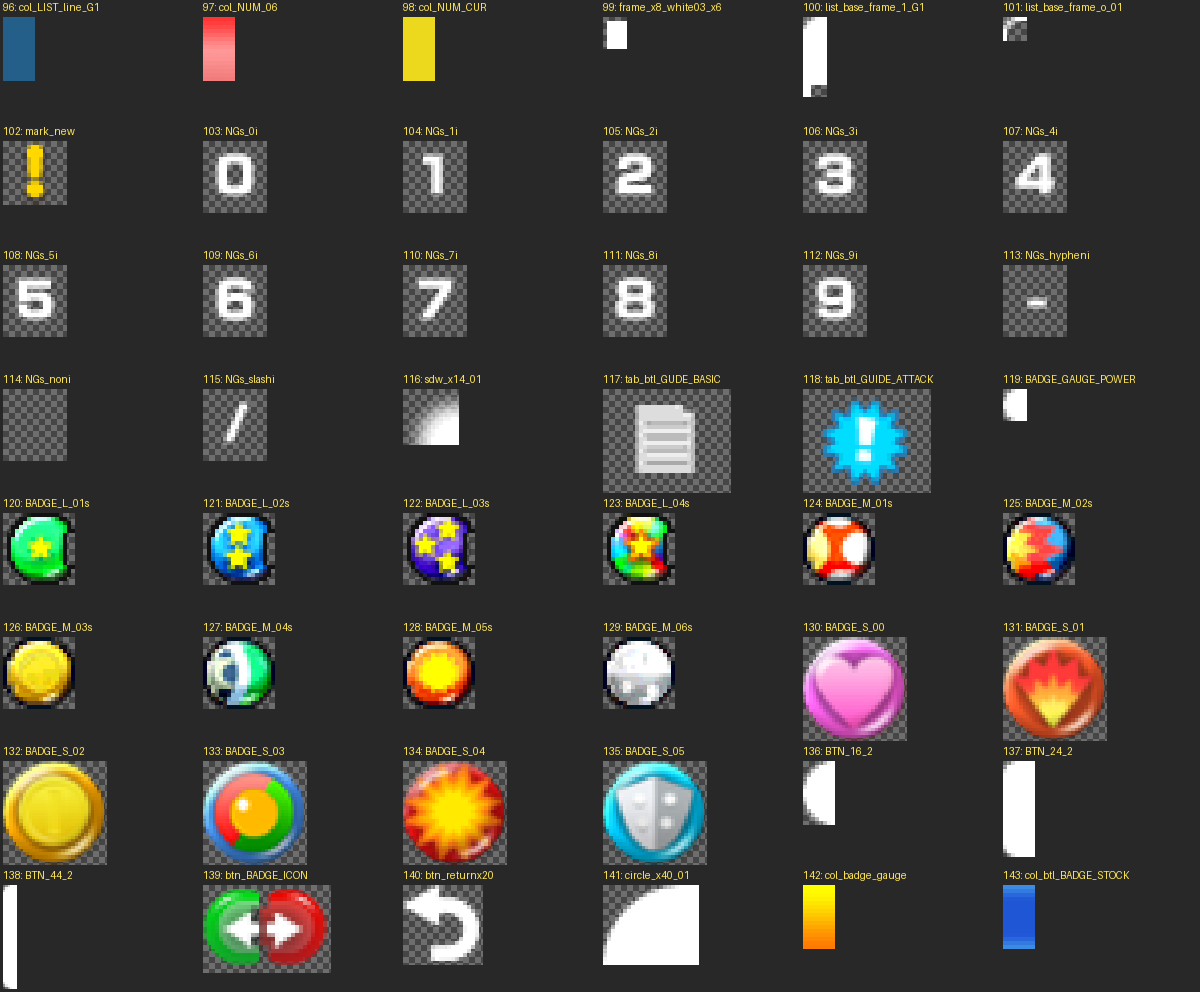 96: col_LIST_line_G1
97: col_NUM_06
98: col_NUM_CUR
99: frame_x8_white03_x6
100: list_base_frame_1_G1
101: list_base_frame_o_01
102: mark_new
103: NGs_0i
104: NGs_1i
105: NGs_2i
106: NGs_3i
107: NGs_4i
!
0
1
2
3
4
108: NGs_5i
109: NGs_6i
110: NGs_7i
111: NGs_8i
112: NGs_9i
113: NGs_hypheni
5
6
7
8
9
-
114: NGs_noni
115: NGs_slashi
116: sdw_x14_01
117: tab_btl_GUDE_BASIC
118: tab_btl_GUIDE_ATTACK
119: BADGE_GAUGE_POWER
/
!
120: BADGE_L_01s
121: BADGE_L_02s
122: BADGE_L_03s
123: BADGE_L_04s
124: BADGE_M_01s
125: BADGE_M_02s
126: BADGE_M_03s
127: BADGE_M_04s
128: BADGE_M_05s
129: BADGE_M_06s
130: BADGE_S_00
131: BADGE_S_01
132: BADGE_S_02
133: BADGE_S_03
134: BADGE_S_04
135: BADGE_S_05
136: BTN_16_2
137: BTN_24_2
138: BTN_44_2
139: btn_BADGE_ICON
140: btn_returnx20
141: circle_x40_01
142: col_badge_gauge
143: col_btl_BADGE_STOCK